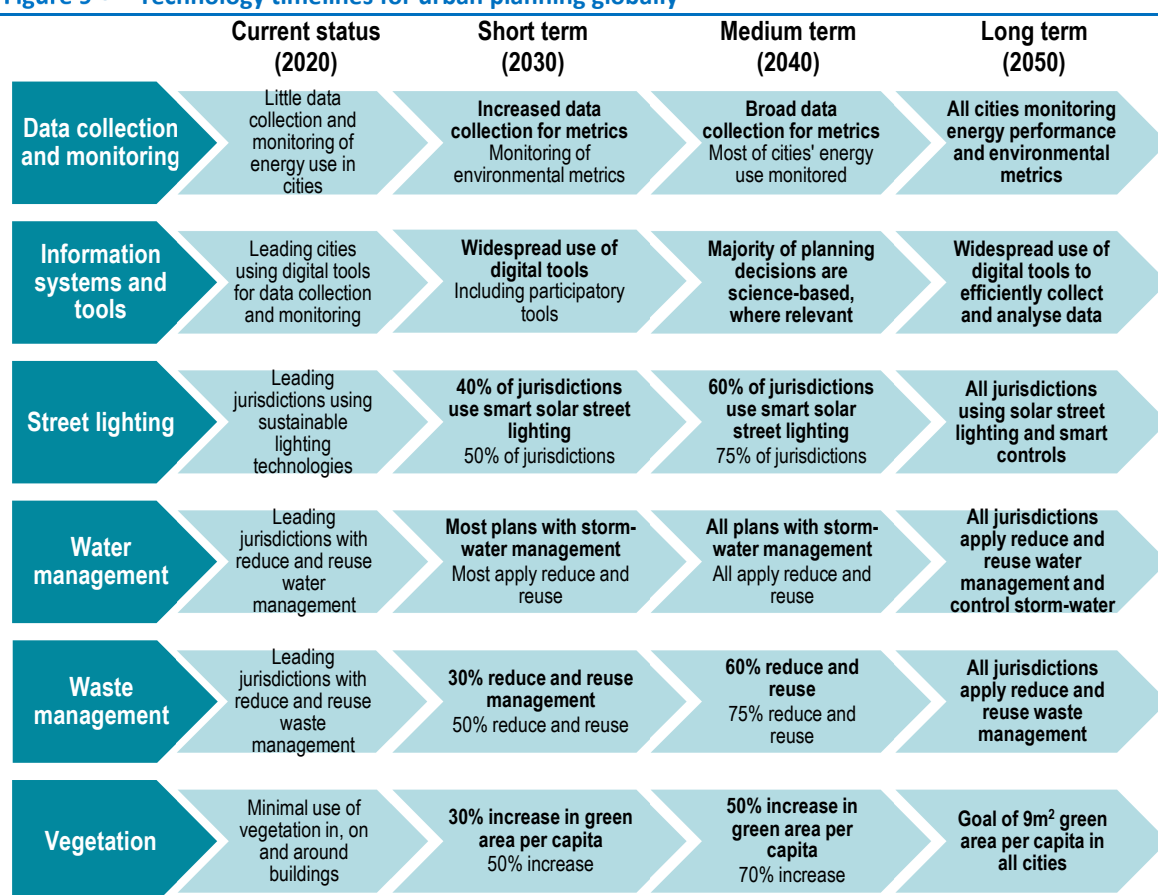 Technology timelines for urban planning globally
Current status
(2020)
Short term
(2030)
Medium term
(2040)
Long term
(2050)
Data collection
and monitoring
Little data
collection and
monitoring of
energy use in
cities
Increased data
collection for metrics
Monitoring of
environmental metrics
Broad data
collection for metrics
Most of cities' energy
use monitored
All cities monitoring
energy performance
and environmental
metrics
Information
systems and
tools
Leading cities
using digital tools
for data collection
and monitoring
Widespread use of
digital tools
Including participatory
tools
Majority of planning
decisions are
science-based,
where relevant
Widespread use of
digital tools to
efficiently collect
and analyse data
Street lighting
Leading
jurisdictions using
sustainable
lighting
technologies
40% of jurisdictions
use smart solar street
lighting
50% of jurisdictions
60% of jurisdictions
use smart solar
street lighting
75% of jurisdictions
All jurisdictions
using solar street
lighting and smart
controls
Water
management
Leading
jurisdictions with
reduce and reuse
water
management
Most plans with storm-
water management
Most apply reduce and
reuse
All plans with storm-
water management
All apply reduce and
reuse
All jurisdictions
apply reduce and
reuse water
management and
control storm-water
Waste
management
Leading
jurisdictions with
reduce and reuse
waste
management
30% reduce and reuse
management
50% reduce and reuse
60% reduce and
reuse
75% reduce and
reuse
All jurisdictions
apply reduce and
reuse waste
management
Vegetation
Minimal use of
vegetation in, on
and around
buildings
30% increase in green
area per capita
50% increase
50% increase in
green area per
capita
70% increase
Goal of 9m² green
area per capita in
all cities